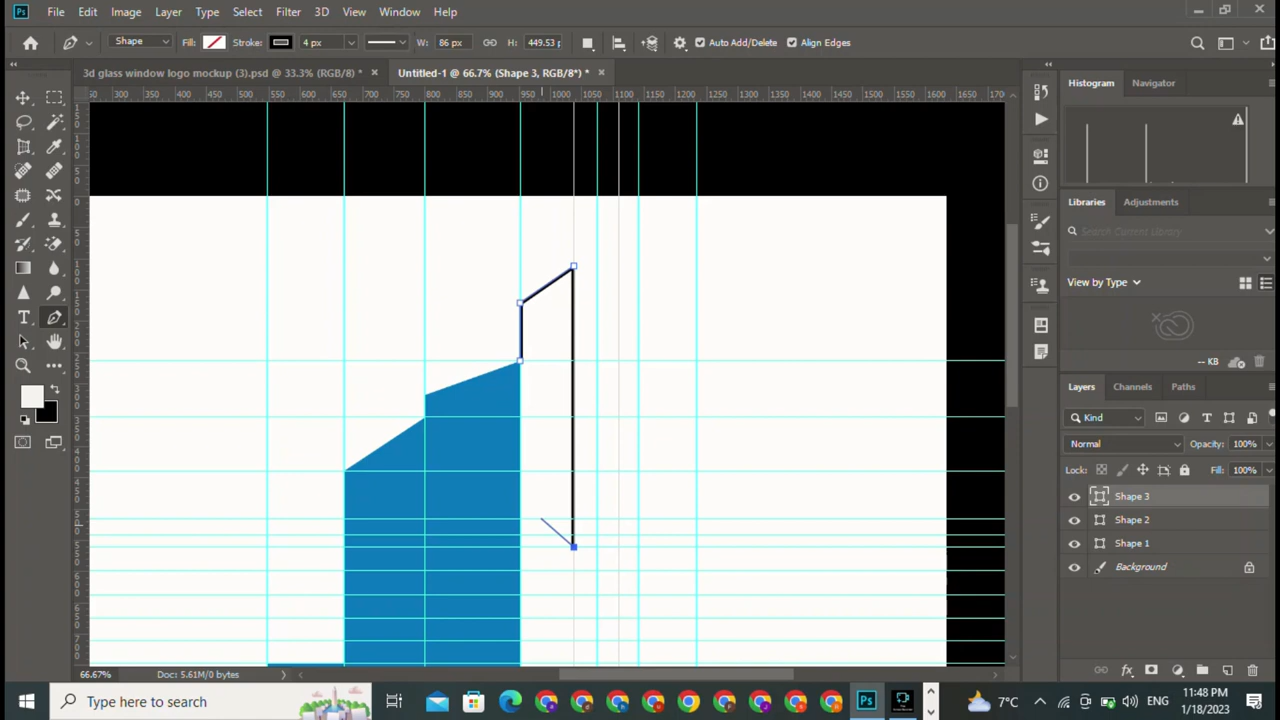 Ps File Edit Image Layer Type Select Filter 3D View Window Help
Shape Fill: Stroke: 4 px W: 86 px H: 449.53 p Auto Add/Delete Align Edges
3d glass window logo mockup (3).psd @ 33.3% (RGB/8) * × Untitled-1 @ 66.7% (Shape 3, RGB/8*) * ×
300 350 400 450 500 550 600 650 700 750 800 850 900 950 1000 1050 1100 1150 1200 1250 1300 1350 1400 1450 1500 1550 1600 1650
Histogram Navigator
Libraries Adjustments
Search Current Library
View by Type
-- KB
Layers Channels Paths
Kind
Normal Opacity: 100%
Lock: Fill: 100%
Shape 3
Shape 2
Shape 1
Background
66.67% Doc: 5.61M/0 bytes
Type here to search
7°C ENG
11:48 PM
1/18/2023